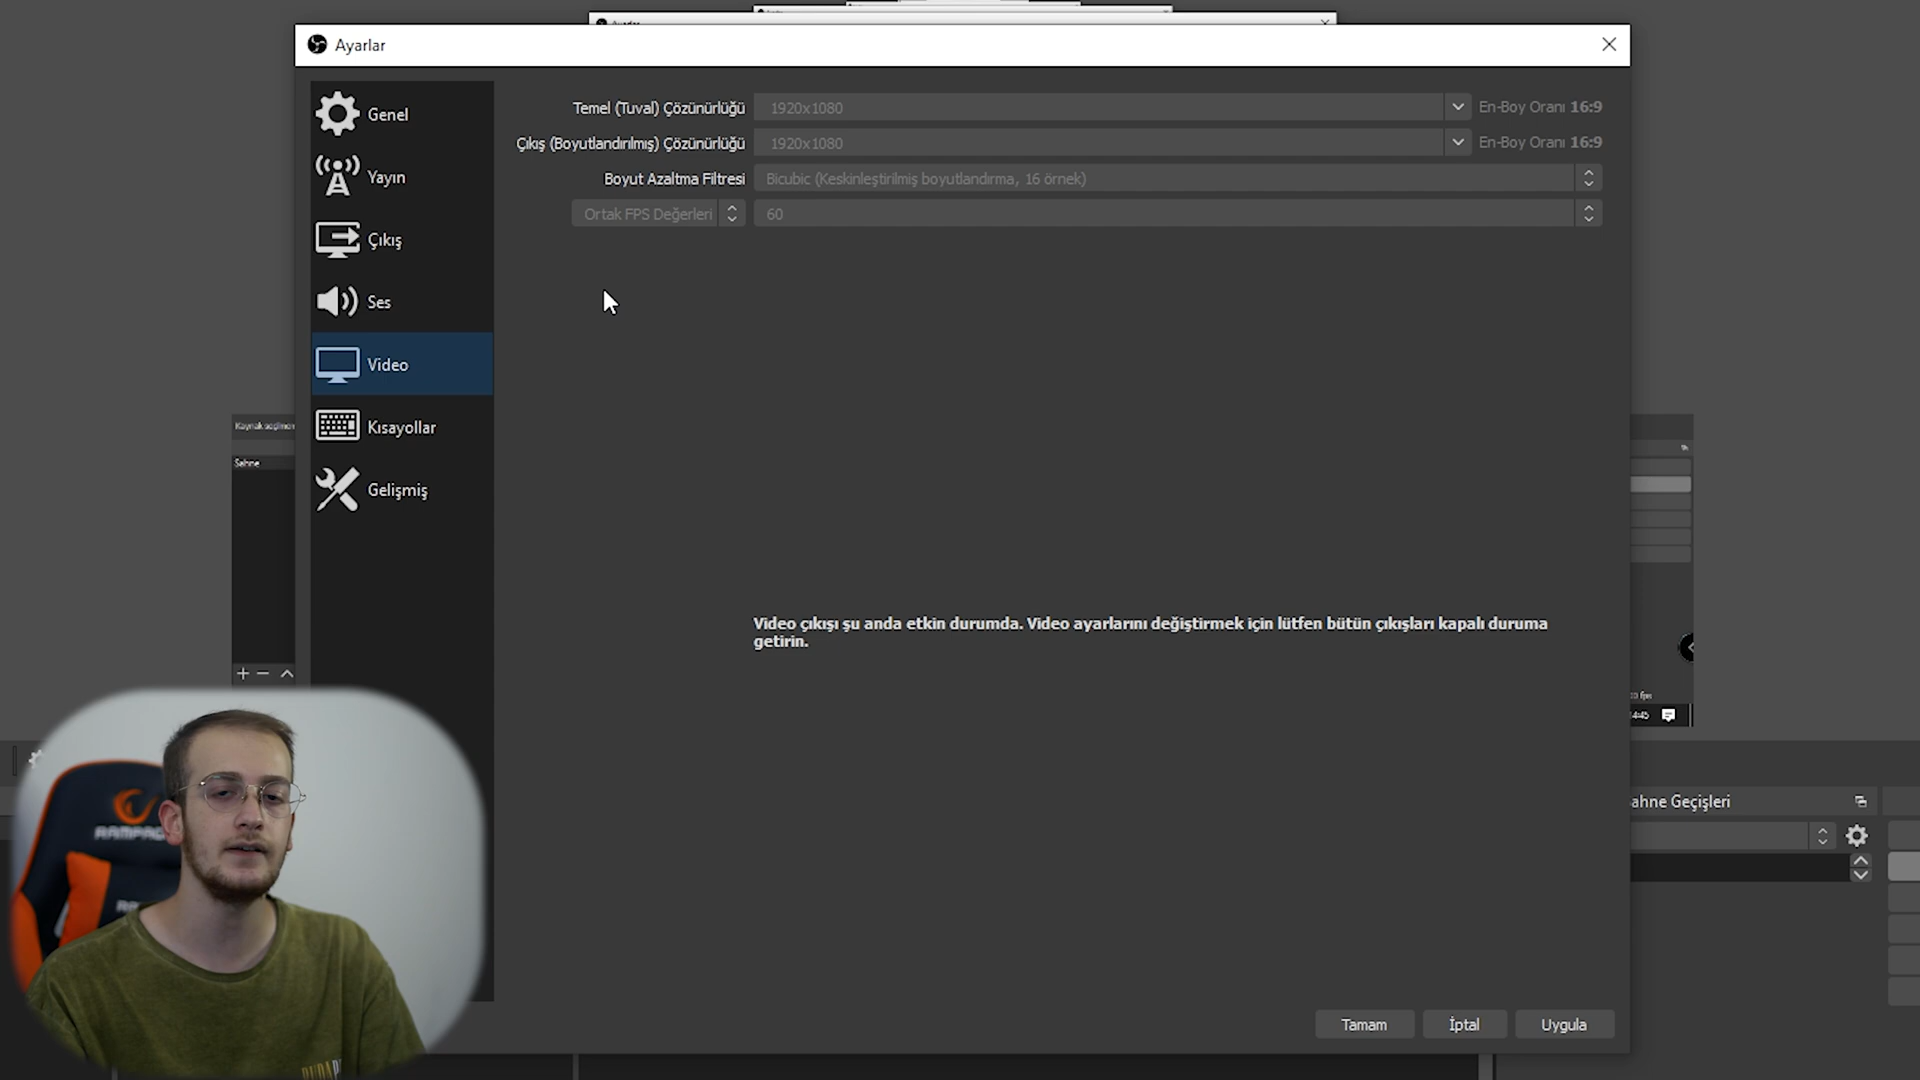 Ayarlar
Genel
Yayın
Çıkış
Ses
Video
Kısayollar
Gelişmiş
Temel (Tuval) Çözünürlüğü 1920x1080 En-Boy Oranı 16:9
Çıkış (Boyutlandırılmış) Çözünürlüğü 1920x1080 En-Boy Oranı 16:9
Boyut Azaltma Filtresi Bicubic (Keskinleştirilmiş boyutlandırma, 16 örnek)
Ortak FPS Değerleri 60
Sahne
Video çıkışı şu anda etkin durumda. Video ayarlarını değiştirmek için lütfen bütün çıkışları kapalı duruma
getirin.
ahne Geçişleri
RAMPAG
Tamam İptal Uygula